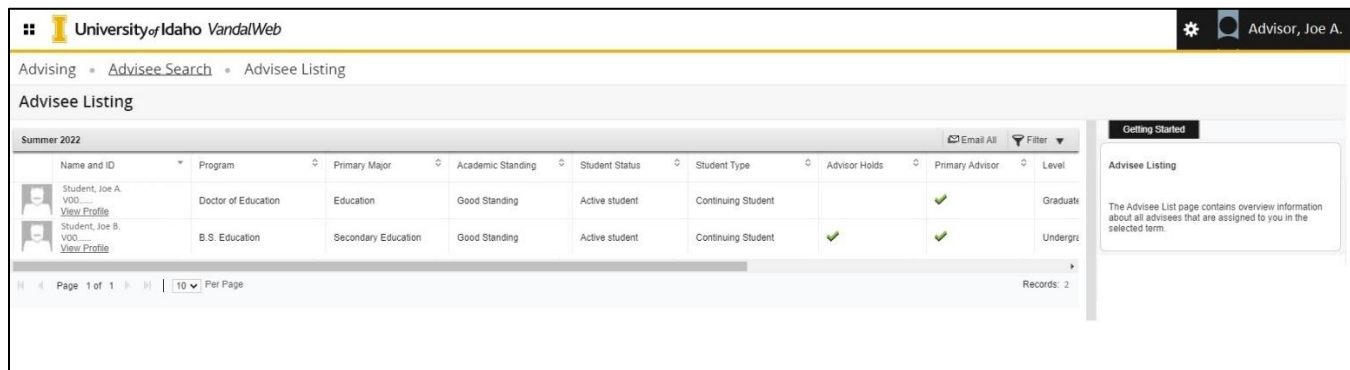 University of Idaho VandalWeb
Advisor, Joe A.
Advising • Advisee Search • Advisee Listing
Advisee Listing
Summer 2022 Email All Filter
Name and ID Program Primary Major Academic Standing Student Status Student Type Advisor Holds Primary Advisor Level
Student, Joe A.
V00......
View Profile
Doctor of Education Education Good Standing Active student Continuing Student Graduate
Student, Joe B.
V00......
View Profile
B.S. Education Secondary Education Good Standing Active student Continuing Student Undergra
Page 1 of 1 10 Per Page Records: 2
Getting Started
Advisee Listing
The Advisee List page contains overview information
about all advisees that are assigned to you in the
selected term.